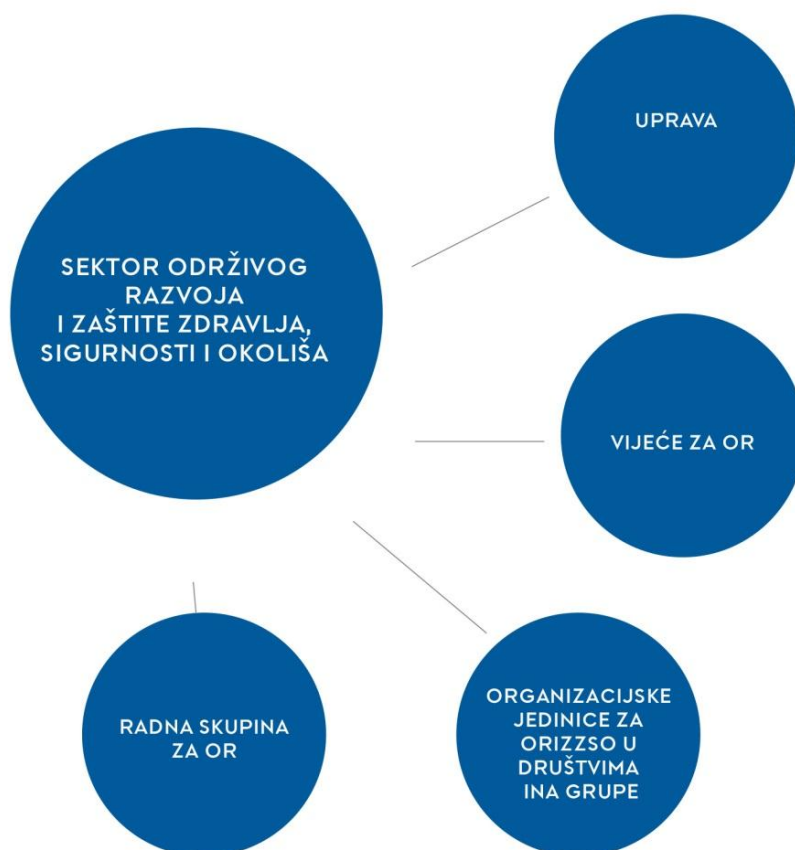 UPRAVA
SEKTOR ODRŽIVOG
RAZVOJA
I ZAŠTITE ZDRAVLJA,
SIGURNOSTI I OKOLIŠA
VIJEĆE ZA OR
RADNA SKUPINA
ZA OR
ORGANIZACIJSKE
JEDINICE ZA
ORIZZSO U
DRUŠTVIMA
INA GRUPE